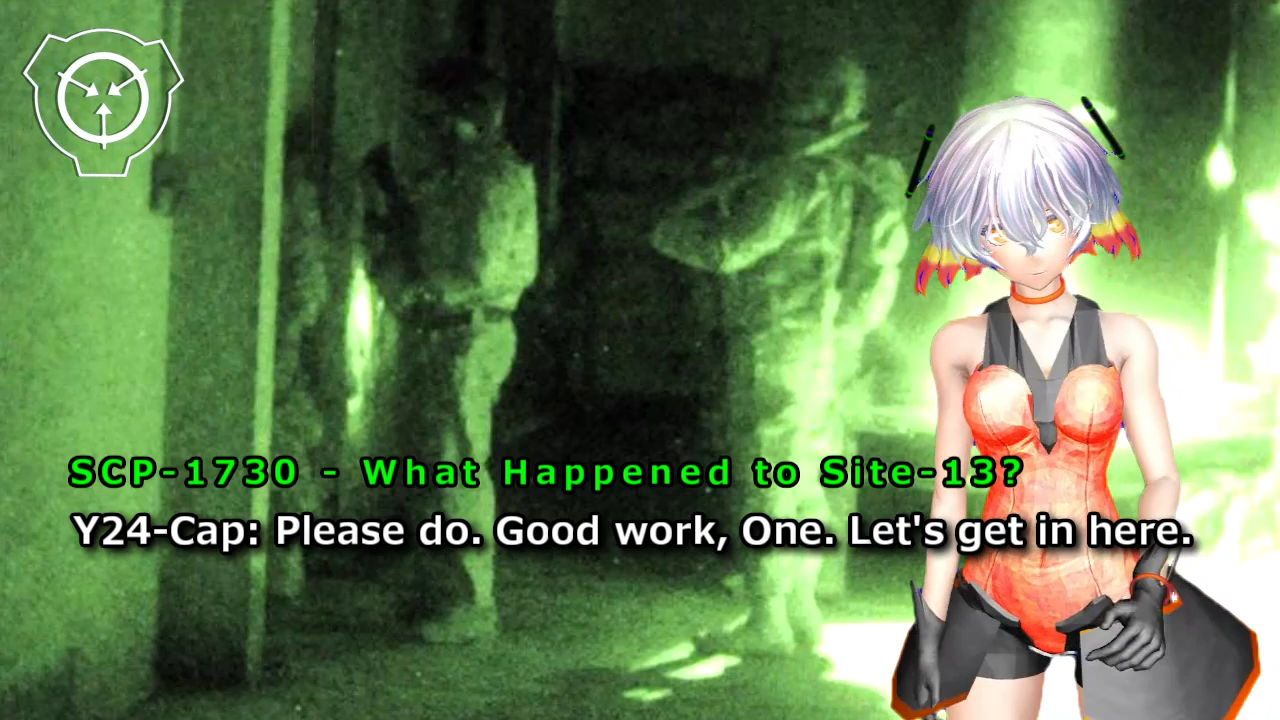 SCP-1730 - What Happened to Site-13?
Y24-Cap: Please do. Good work, One. Let's get in here.